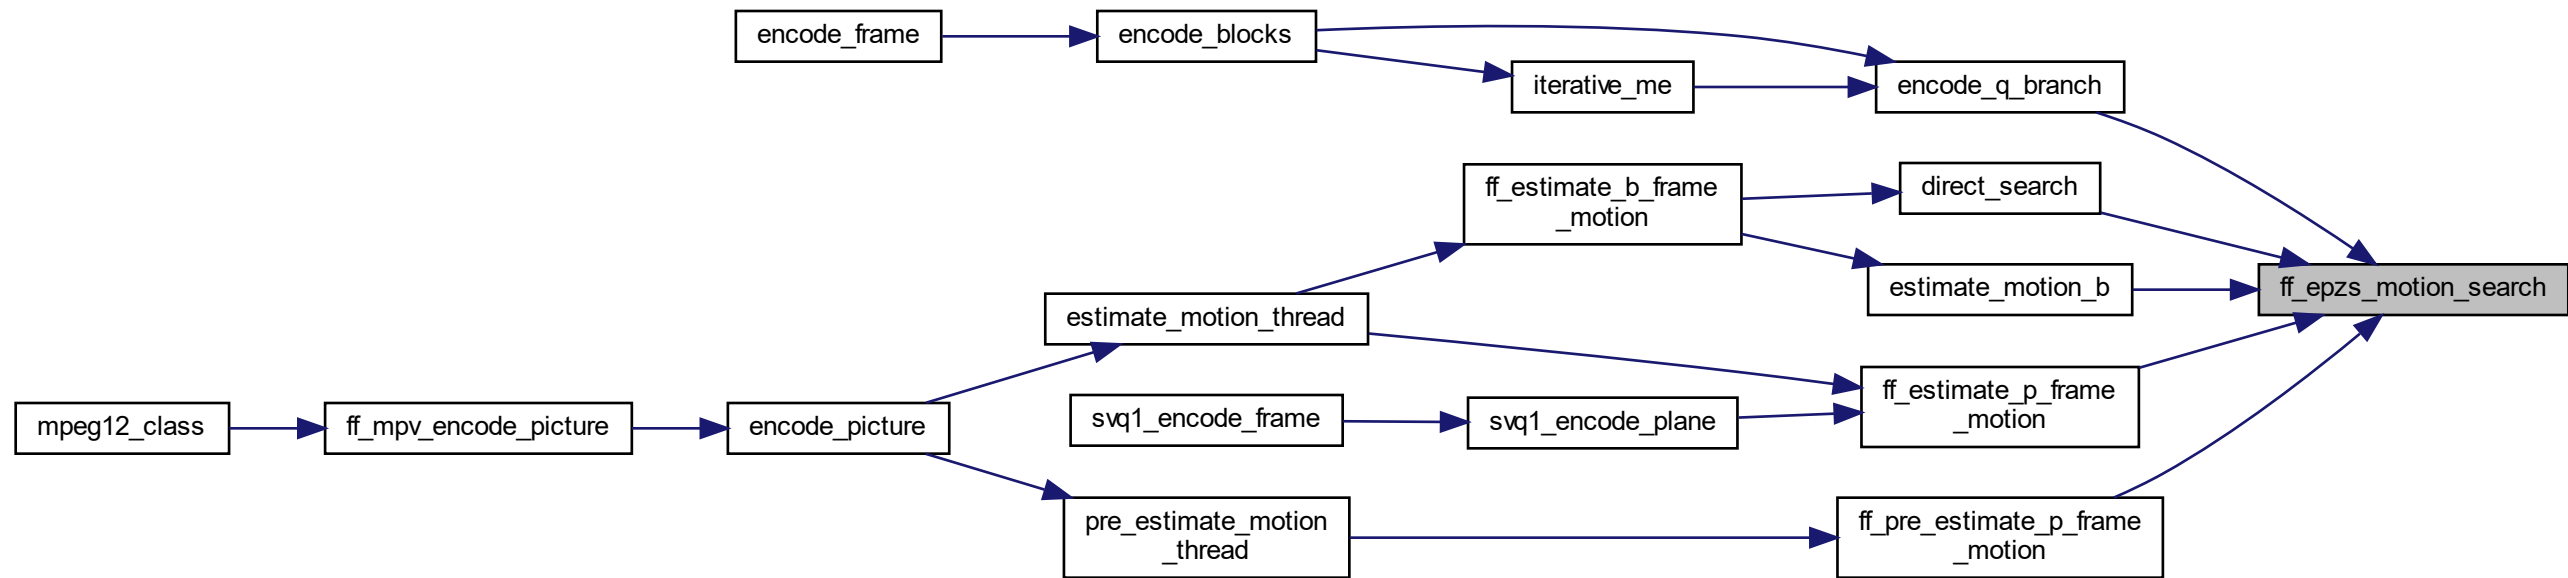 encode_frame
encode_blocks
iterative_me
encode_q_branch
ff_estimate_b_frame
_motion
direct_search
estimate_motion_b
ff_epzs_motion_search
estimate_motion_thread
mpeg12_class
ff_mpv_encode_picture
encode_picture
svq1_encode_frame
svq1_encode_plane
ff_estimate_p_frame
_motion
pre_estimate_motion
_thread
ff_pre_estimate_p_frame
_motion